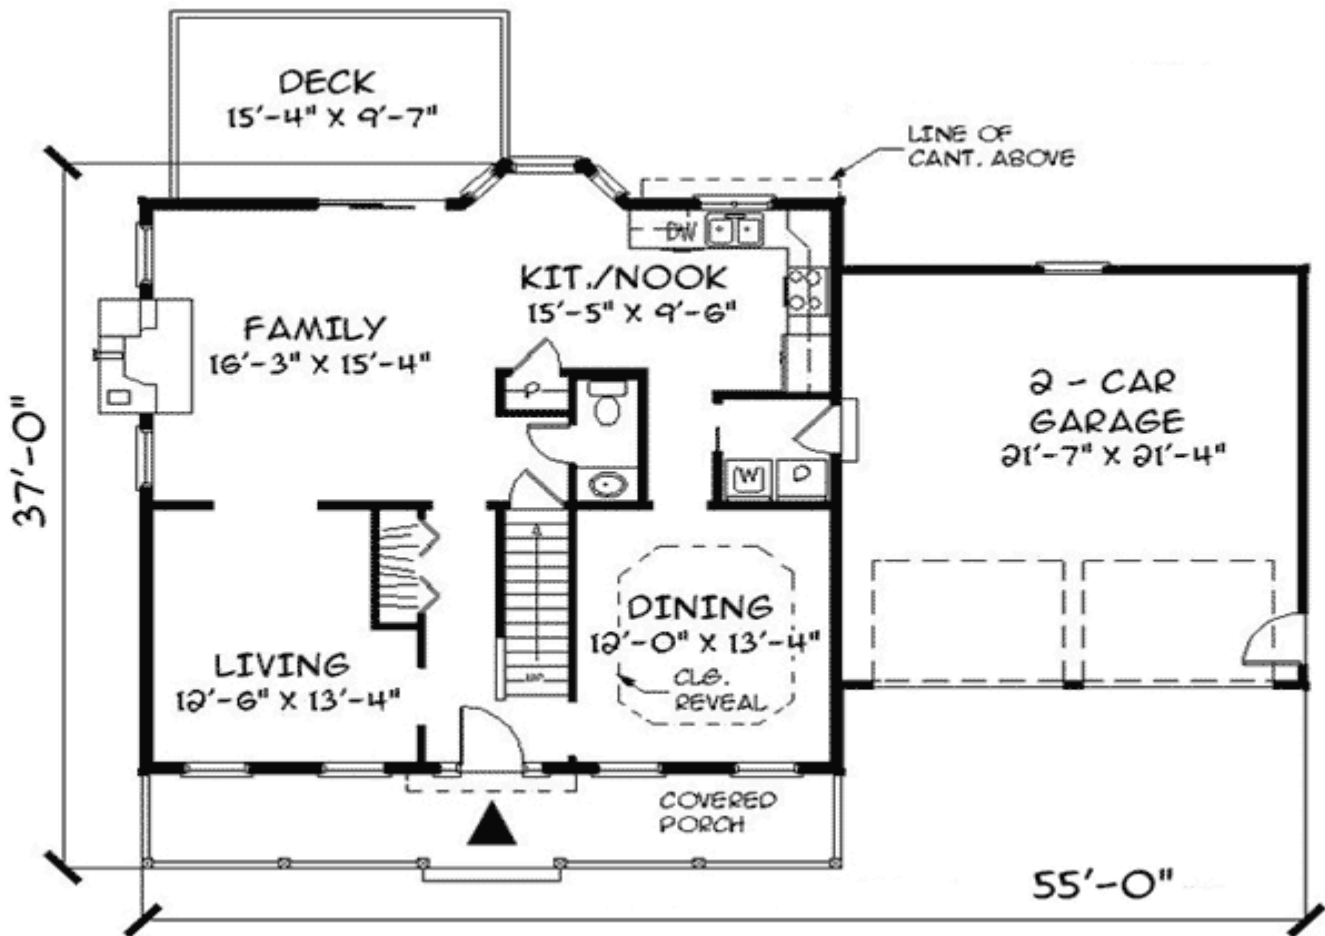 DECK
15'-4" X 9'-7"
LINE OF
CANT. ABOVE
DW
KIT./NOOK
15'-5" X 9'-6"
FAMILY
16'-3" X 15'-4"
P
2 - CAR
GARAGE
21'-7" X 21'-4"
W
D
37'-0"
DINING
12'-0" X 13'-4"
CLG.
REVEAL
LIVING
12'-6" X 13'-4"
UP
COVERED
PORCH
55'-0"